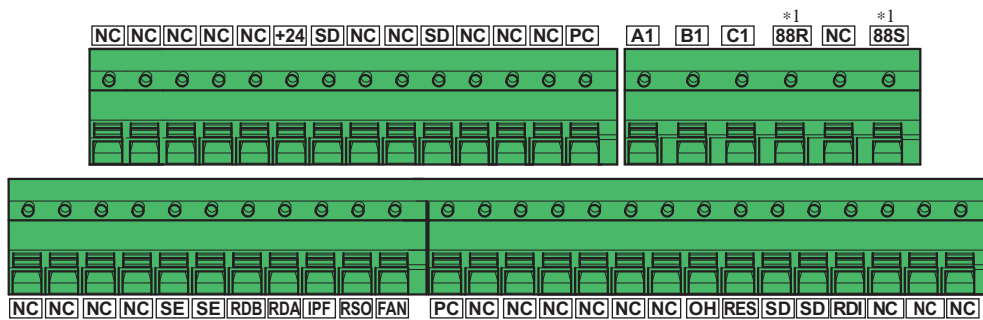 *1 *1
NC NC NC NC NC +24 SD NC NC SD NC NC NC PC A1 B1 C1 88R NC 88S
NC NC NC NC SE SE RDB RDA IPF RSO FAN PC NC NC NC NC NC NC OH RES SD SD RDI NC NC NC